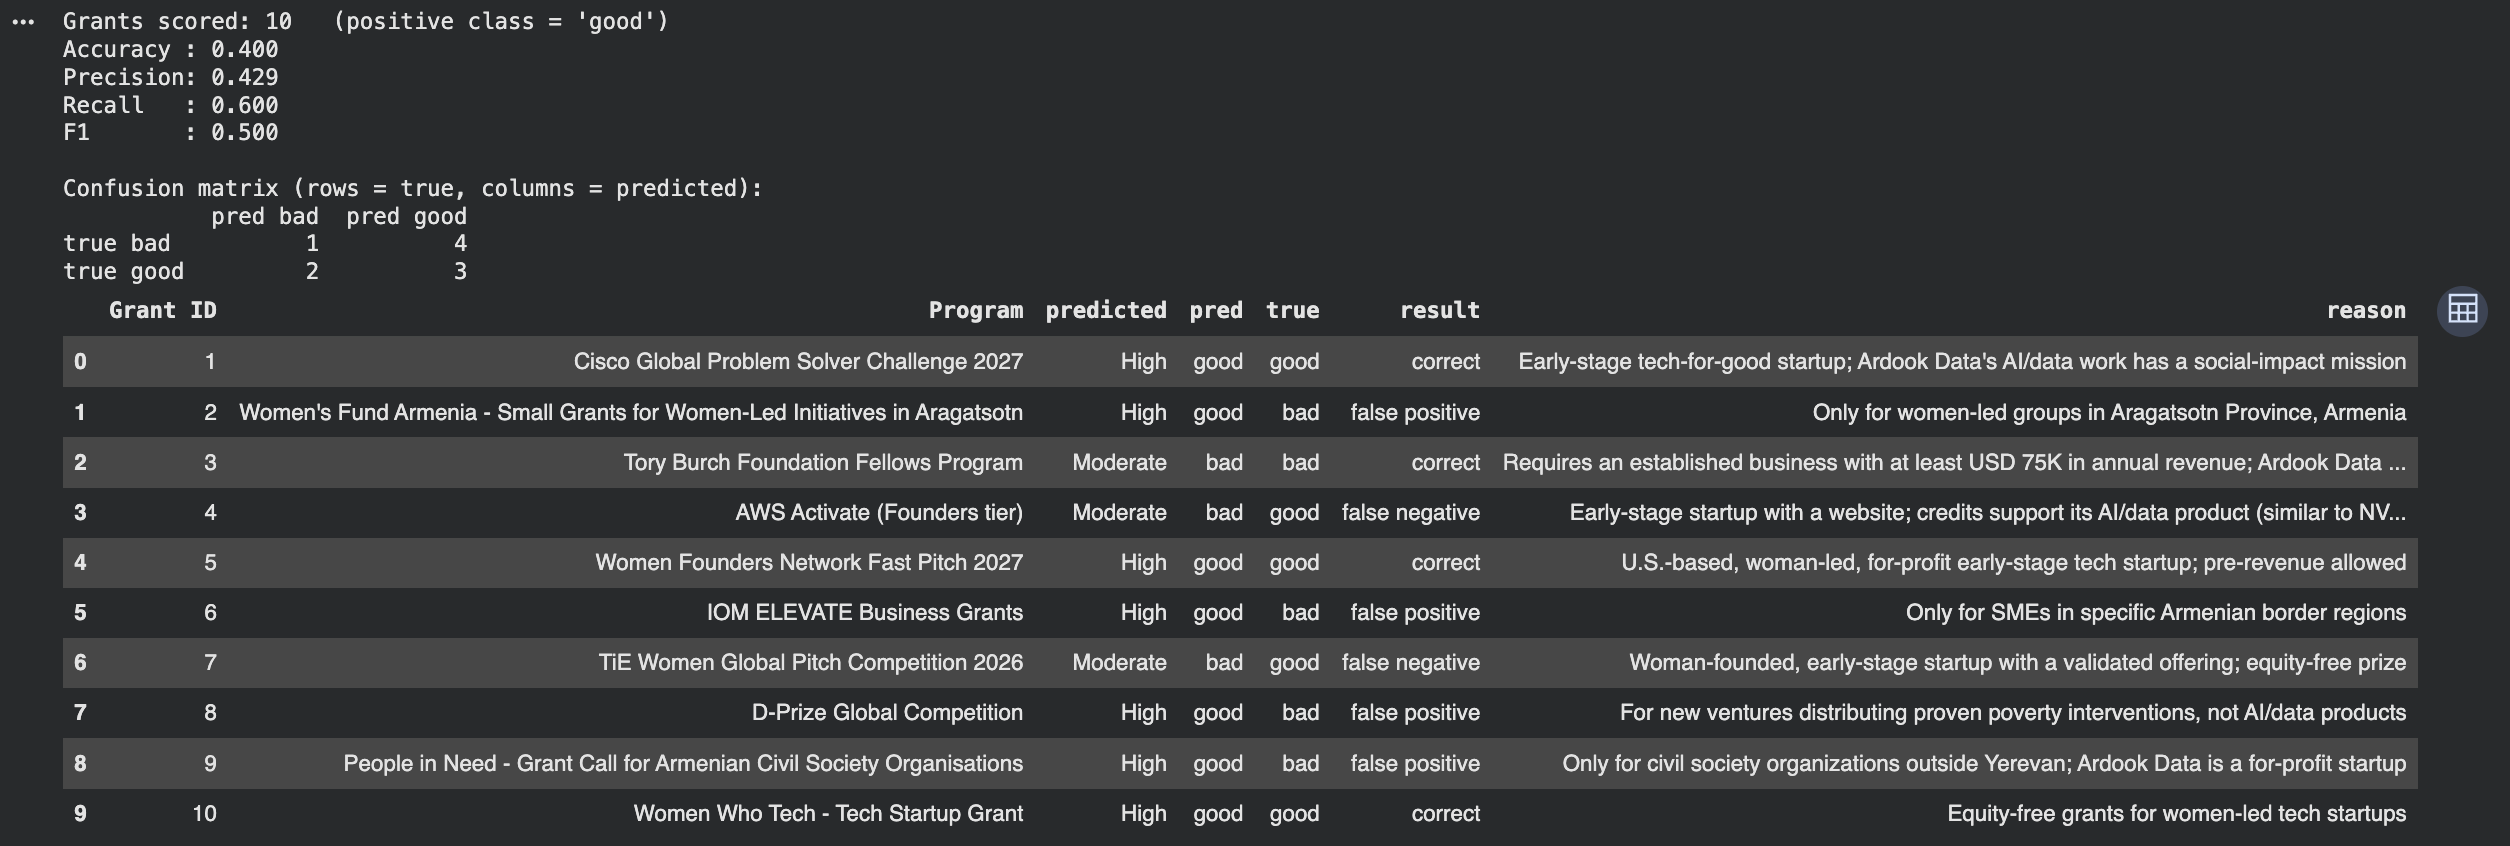 ... Grants scored: 10 (positive class = 'good')
Accuracy : 0.400
Precision: 0.429
Recall : 0.600
F1 : 0.500
Confusion matrix (rows = true, columns = predicted):
pred bad pred good
true bad 1 4
true good 2 3
Grant ID Program predicted pred true result reason
0 1 Cisco Global Problem Solver Challenge 2027 High good good correct Early-stage tech-for-good startup; Ardook Data's AI/data work has a social-impact mission
1 2 Women's Fund Armenia - Small Grants for Women-Led Initiatives in Aragatsotn High good bad false positive Only for women-led groups in Aragatsotn Province, Armenia
2 3 Tory Burch Foundation Fellows Program Moderate bad bad correct Requires an established business with at least USD 75K in annual revenue; Ardook Data ...
3 4 AWS Activate (Founders tier) Moderate bad good false negative Early-stage startup with a website; credits support its AI/data product (similar to NV...
4 5 Women Founders Network Fast Pitch 2027 High good good correct U.S.-based, woman-led, for-profit early-stage tech startup; pre-revenue allowed
5 6 IOM ELEVATE Business Grants High good bad false positive Only for SMEs in specific Armenian border regions
6 7 TiE Women Global Pitch Competition 2026 Moderate bad good false negative Woman-founded, early-stage startup with a validated offering; equity-free prize
7 8 D-Prize Global Competition High good bad false positive For new ventures distributing proven poverty interventions, not AI/data products
8 9 People in Need - Grant Call for Armenian Civil Society Organisations High good bad false positive Only for civil society organizations outside Yerevan; Ardook Data is a for-profit startup
9 10 Women Who Tech - Tech Startup Grant High good good correct Equity-free grants for women-led tech startups